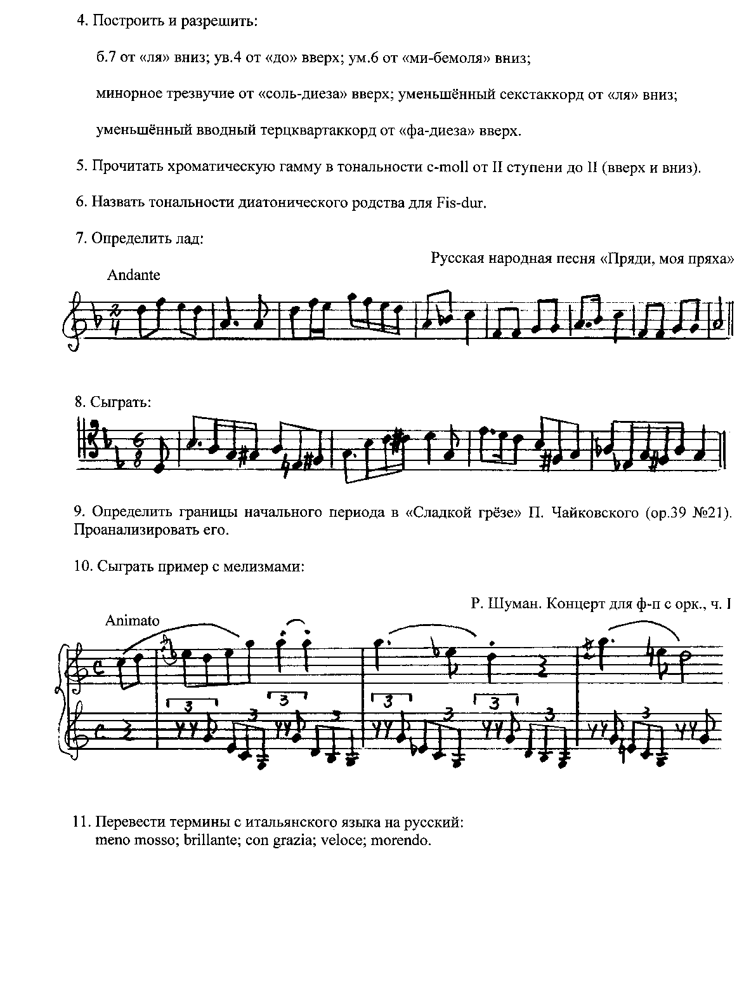 4. Построить и разрешить:
б.7 от «ля» вниз; ув.4 от «до» вверх; ум.6 от «ми-бемоля» вниз;
минорное трезвучие от «соль-диеза» вверх; уменьшённый секстаккорд от «ля» вниз;
уменьшённый вводный терцквартаккорд от «фа-диеза» вверх.
5. Прочитать хроматическую гамму в тональности c-moll от II ступени до II (вверх и вниз).
6. Назвать тональности диатонического родства для Fis-dur.
7. Определить лад:
Русская народная песня «Пряди, моя пряха»
Andante
2
4
8. Сыграть:
6
8
9. Определить границы начального периода в «Сладкой грёзе» П. Чайковского (ор.39 №21).
Проанализировать его.
10. Сыграть пример с мелизмами:
Р. Шуман. Концерт для ф-п с орк., ч. I
Animato
3 3 3 3 3 3 3 3 3
11. Перевести термины с итальянского языка на русский:
meno mosso; brillante; con grazia; veloce; morendo.